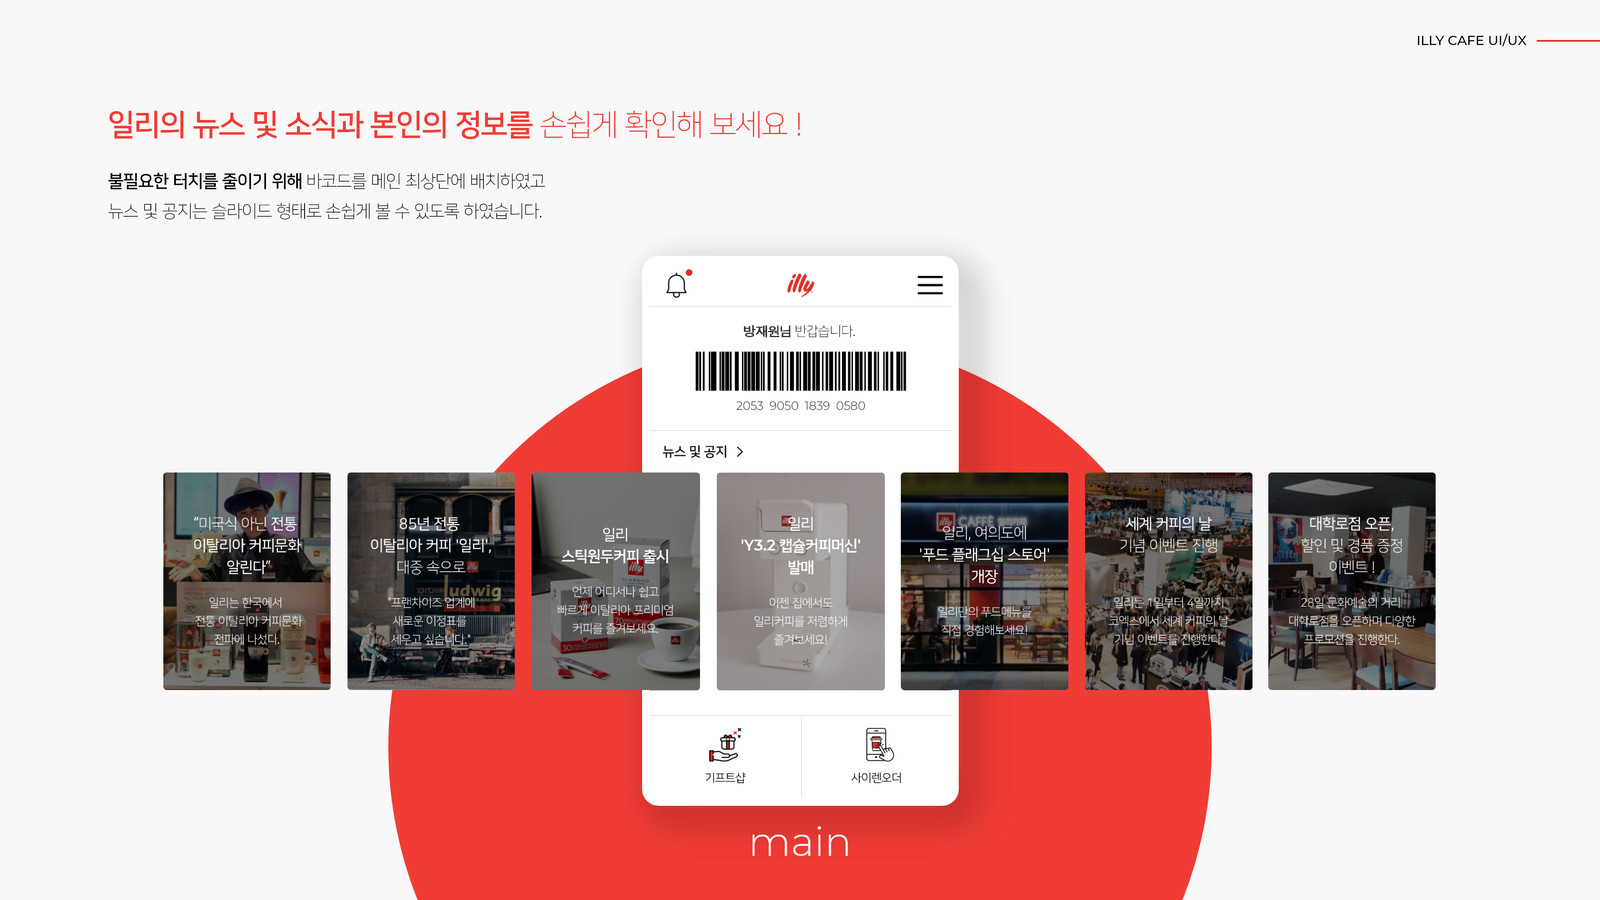 ILLY CAFE UI/UX
일리의 뉴스 및 소식과 본인의 정보를 손쉽게 확인해 보세요 !
불필요한 터치를 줄이기 위해 바코드를 메인 최상단에 배치하였고
뉴스 및 공지는 슬라이드 형태로 손쉽게 볼 수 있도록 하였습니다.
illy
방재원님 반갑습니다.
2053 9050 1839 0580
뉴스 및 공지 >
“미국식 아닌 전통
이탈리아 커피문화
알린다”
일리는 한국에서
전통 이탈리아 커피문화
전파에 나섰다.
85년 전통
이탈리아 커피 '일리',
대중 속으로
"프랜차이즈 업계에
새로운 이정표를
세우고 싶습니다."
ludwig
일리
스틱원두커피 출시
언제 어디서나 쉽고
빠르게 이탈리아 프리미엄
커피를 즐겨보세요.
일리
'Y3.2 캡슐커피머신'
발매
이젠 집에서도
일리커피를 저렴하게
즐겨보세요!
일리, 여의도에
'푸드 플래그십 스토어'
개장
일리만의 푸드메뉴를
직접 경험해보세요!
세계 커피의 날
기념 이벤트 진행
일리는 1일부터 4일까지
코엑스에서 세계 커피의 날
기념 이벤트를 진행한다.
대학로점 오픈,
할인 및 경품 증정
이벤트 !
28일 문화예술의 거리
대학로점을 오픈하며 다양한
프로모션을 진행한다.
기프트샵
사이렌오더
main